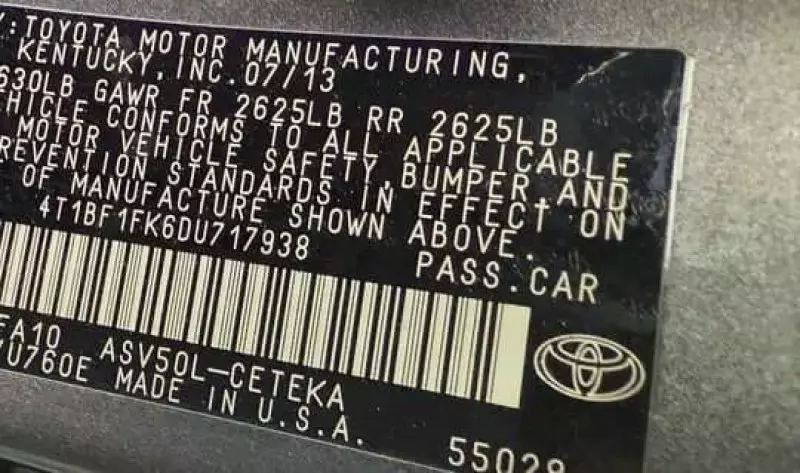 Y:TOYOTA MOTOR MANUFACTURING,
KENTUCKY, INC. 07/13
630LB GAWR FR 2625LB RR 2625LB
VEHICLE CONFORMS TO ALL APPLICABLE
MOTOR VEHICLE SAFETY, BUMPER, AND
REVENTION STANDARDS IN EFFECT ON
OF MANUFACTURE SHOWN ABOVE.
4T1BF1FK6DU717938
PASS.CAR
FA10 ASV50L-CETEKA
U760E MADE IN U.S.A.
55029